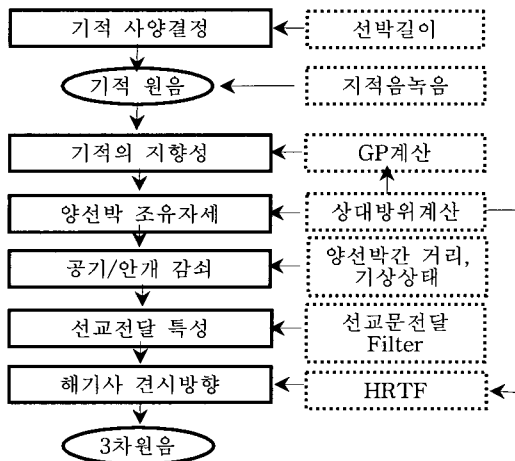 기적 사양결정
선박길이
기적 원음
지적음녹음
기적의 지향성
GP계산
양선박 조유자세
상대방위계산
공기/안개 감쇠
양선박간 거리,
기상상태
선교전달 특성
선교문전달
Filter
해기사 견시방향
HRTF
3차원음